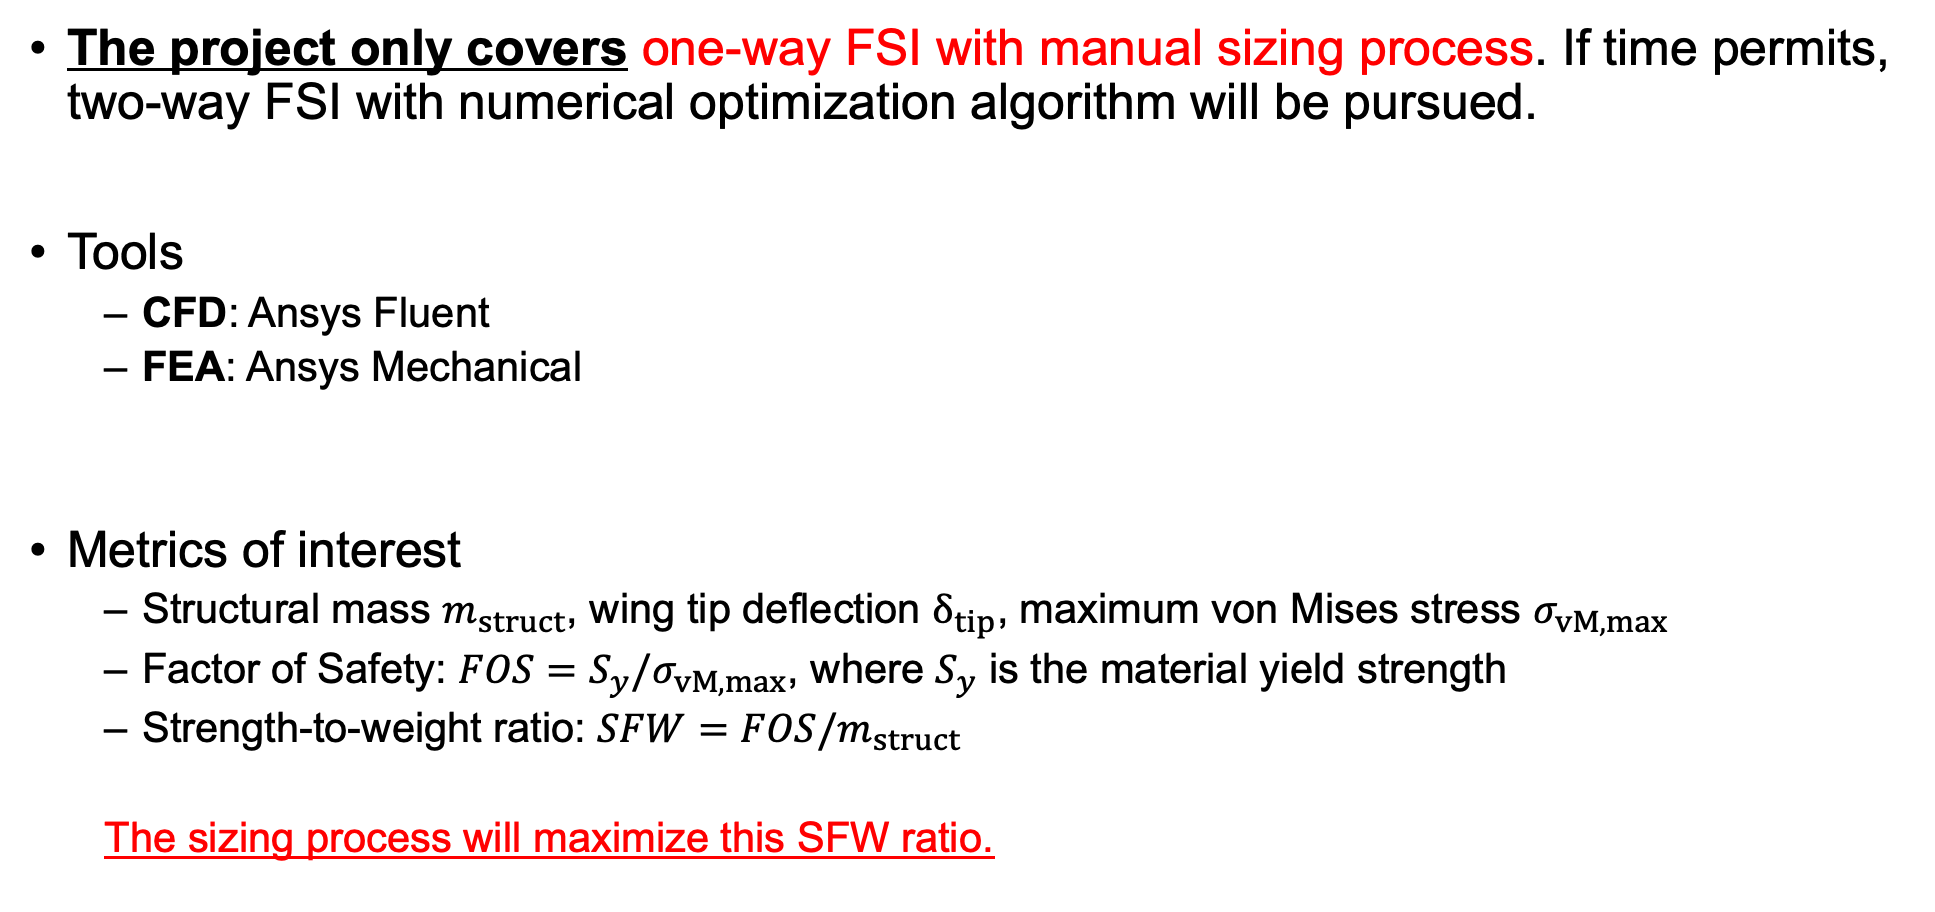 • The project only covers one-way FSI with manual sizing process. If time permits,
two-way FSI with numerical optimization algorithm will be pursued.
• Tools
– CFD: Ansys Fluent
– FEA: Ansys Mechanical
• Metrics of interest
– Structural mass 𝑚_struct, wing tip deflection δ_tip, maximum von Mises stress 𝜎_vM,max
– Factor of Safety: 𝐹𝑂𝑆 = 𝑆_𝑦/𝜎_vM,max, where 𝑆_𝑦 is the material yield strength
– Strength-to-weight ratio: 𝑆𝐹𝑊 = 𝐹𝑂𝑆/𝑚_struct
The sizing process will maximize this SFW ratio.